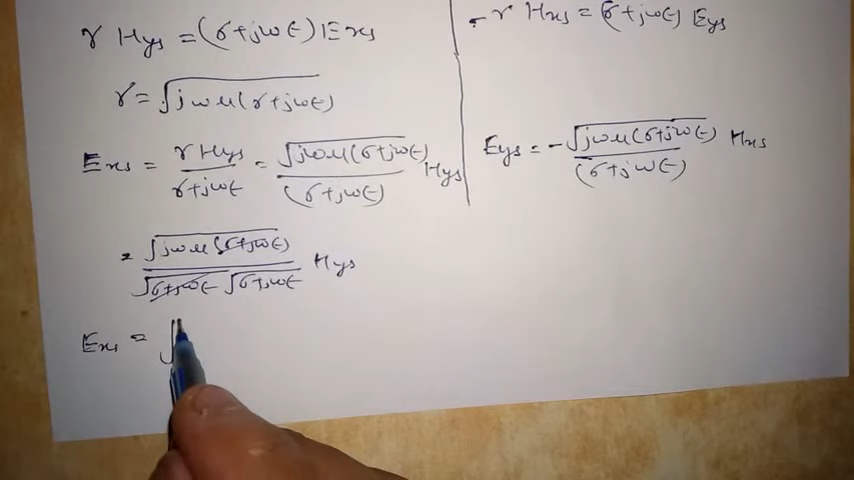 γ Hys = (σ+jωε) Exs
γ = √jωμ(σ+jωε)
Exs = γ Hys / σ+jωε = √jωμ(σ+jωε) / (σ+jωε) Hys
= √jωμ(σ+jωε) / √σ+jωε √σ+jωε Hys
Exs = √
-γ Hxs = (σ+jωε) Eys
Eys = -√jωμ(σ+jωε) / (σ+jωε) Hxs